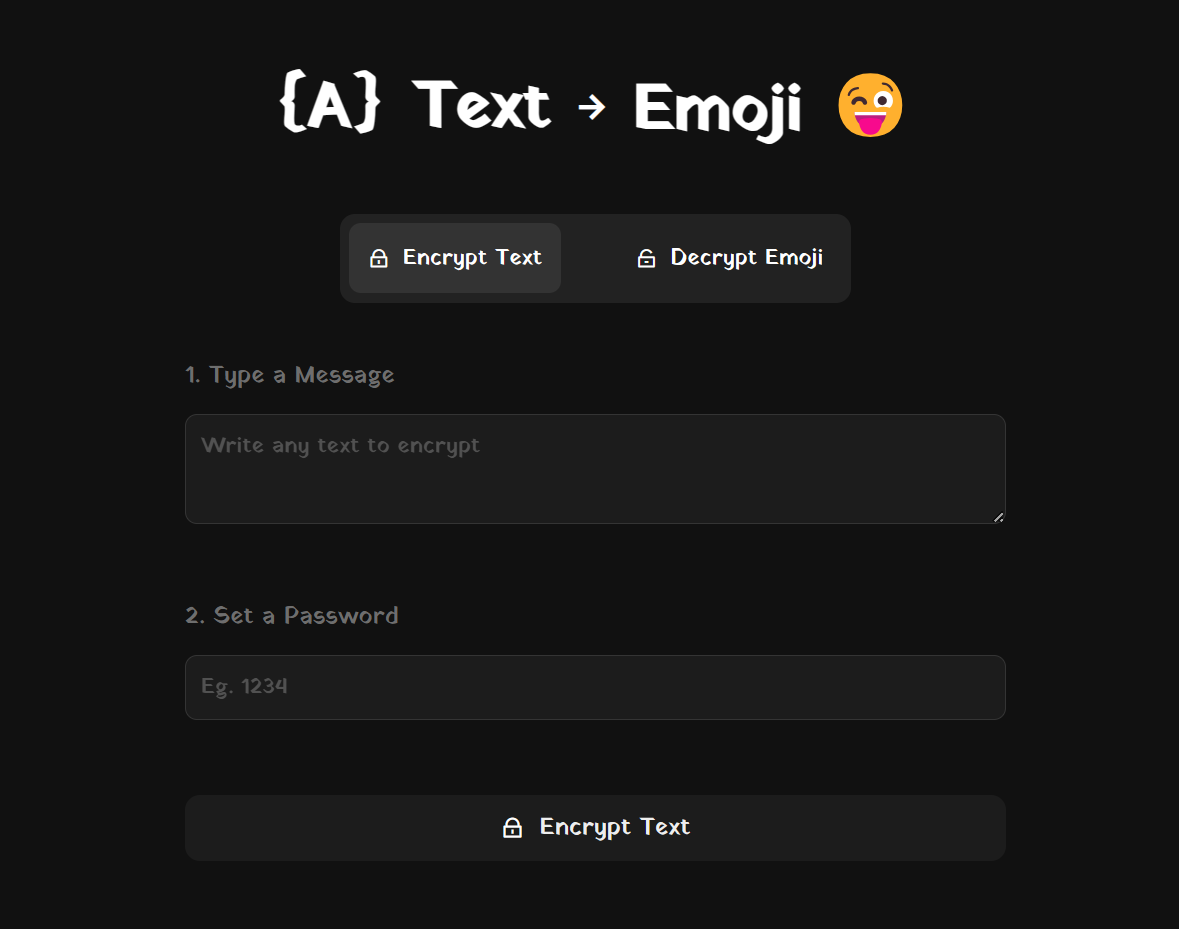 {A} Text → Emoji 😜
Encrypt Text
Decrypt Emoji
1. Type a Message
Write any text to encrypt
2. Set a Password
Eg. 1234
Encrypt Text